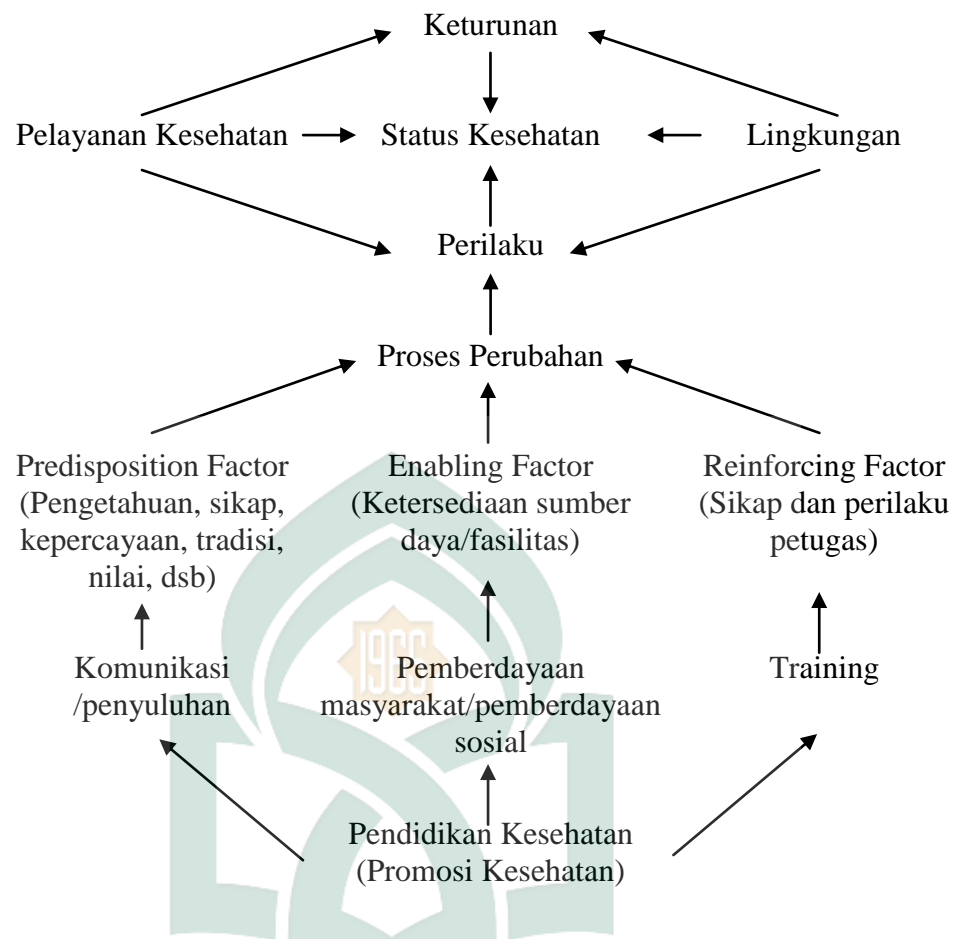 Keturunan
Pelayanan Kesehatan
Status Kesehatan
Lingkungan
Perilaku
Proses Perubahan
Predisposition Factor
(Pengetahuan, sikap,
kepercayaan, tradisi,
nilai, dsb)
Enabling Factor
(Ketersediaan sumber
daya/fasilitas)
Reinforcing Factor
(Sikap dan perilaku
petugas)
Komunikasi
/penyuluhan
Pemberdayaan
masyarakat/pemberdayaan
sosial
Training
Pendidikan Kesehatan
(Promosi Kesehatan)